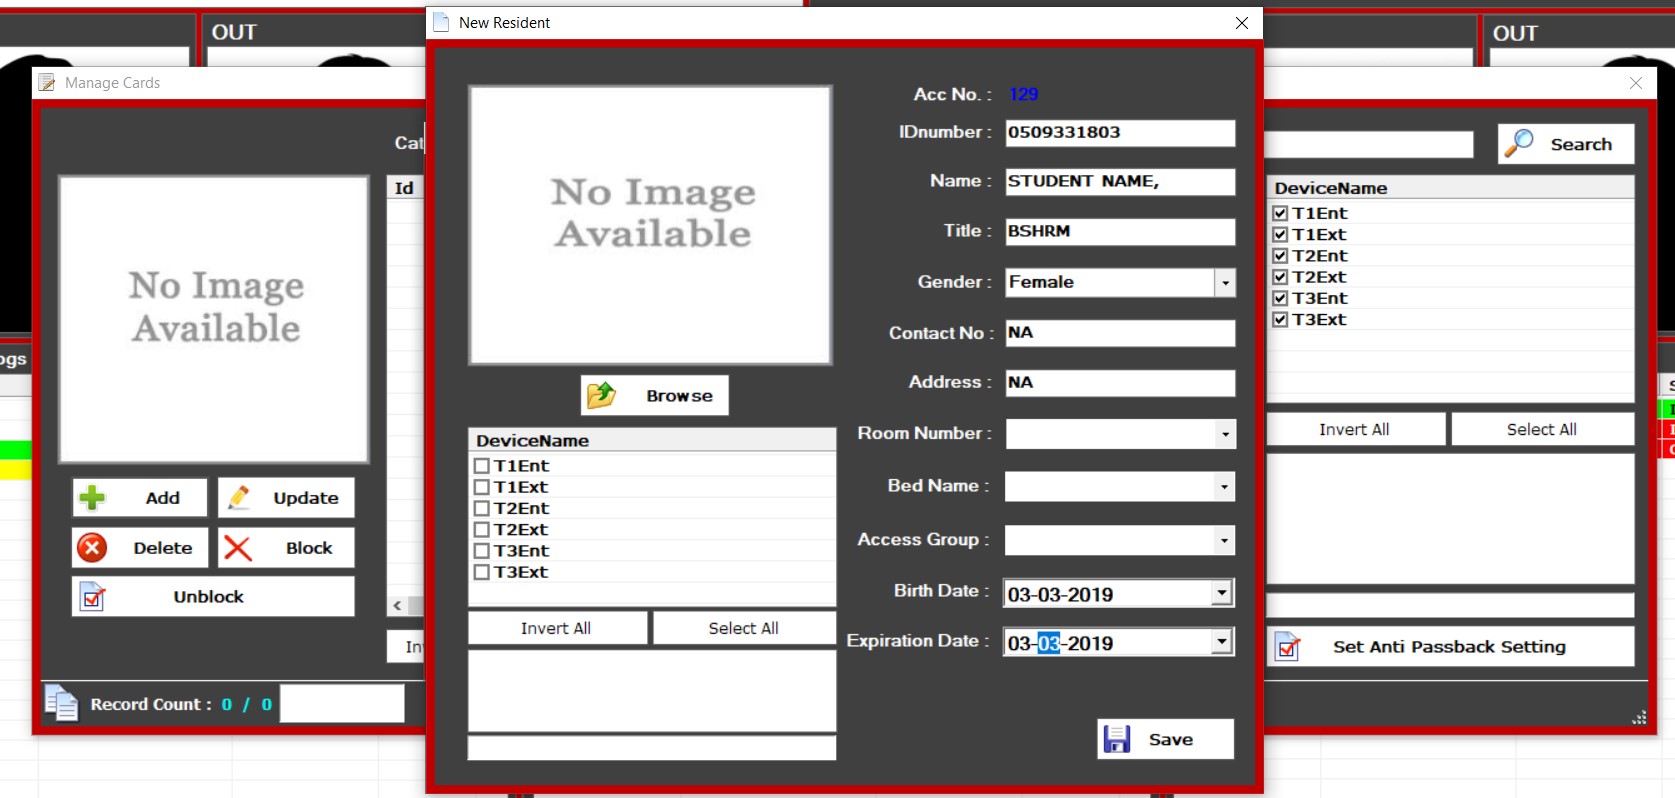 OUT
OUT
ogs
Manage Cards
Cat
No Image
Available
Id
Add
Update
Delete
Block
Unblock
Record Count : 0 / 0
New Resident
No Image
Available
Browse
DeviceName
T1Ent
T1Ext
T2Ent
T2Ext
T3Ent
T3Ext
Invert All
Select All
Acc No. : 129
IDnumber : 0509331803
Name : STUDENT NAME,
Title : BSHRM
Gender : Female
Contact No : NA
Address : NA
Room Number :
Bed Name :
Access Group :
Birth Date : 03-03-2019
Expiration Date : 03-03-2019
Save
Search
DeviceName
T1Ent
T1Ext
T2Ent
T2Ext
T3Ent
T3Ext
Invert All
Select All
Set Anti Passback Setting